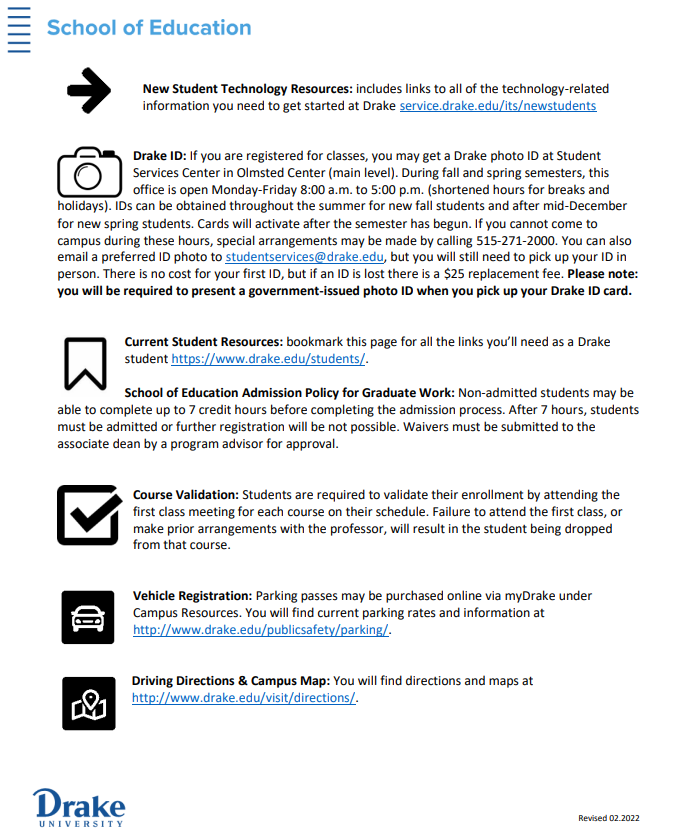 School of Education
New Student Technology Resources: includes links to all of the technology-related
information you need to get started at Drake service.drake.edu/its/newstudents
Drake ID: If you are registered for classes, you may get a Drake photo ID at Student
Services Center in Olmsted Center (main level). During fall and spring semesters, this
office is open Monday-Friday 8:00 a.m. to 5:00 p.m. (shortened hours for breaks and
holidays). IDs can be obtained throughout the summer for new fall students and after mid-December
for new spring students. Cards will activate after the semester has begun. If you cannot come to
campus during these hours, special arrangements may be made by calling 515-271-2000. You can also
email a preferred ID photo to studentservices@drake.edu, but you will still need to pick up your ID in
person. There is no cost for your first ID, but if an ID is lost there is a $25 replacement fee. Please note:
you will be required to present a government-issued photo ID when you pick up your Drake ID card.
Current Student Resources: bookmark this page for all the links you'll need as a Drake
student https://www.drake.edu/students/.
School of Education Admission Policy for Graduate Work: Non-admitted students may be
able to complete up to 7 credit hours before completing the admission process. After 7 hours, students
must be admitted or further registration will be not possible. Waivers must be submitted to the
associate dean by a program advisor for approval.
Course Validation: Students are required to validate their enrollment by attending the
first class meeting for each course on their schedule. Failure to attend the first class, or
make prior arrangements with the professor, will result in the student being dropped
from that course.
Vehicle Registration: Parking passes may be purchased online via myDrake under
Campus Resources. You will find current parking rates and information at
http://www.drake.edu/publicsafety/parking/.
Driving Directions & Campus Map: You will find directions and maps at
http://www.drake.edu/visit/directions/.
Drake
UNIVERSITY
Revised 02.2022